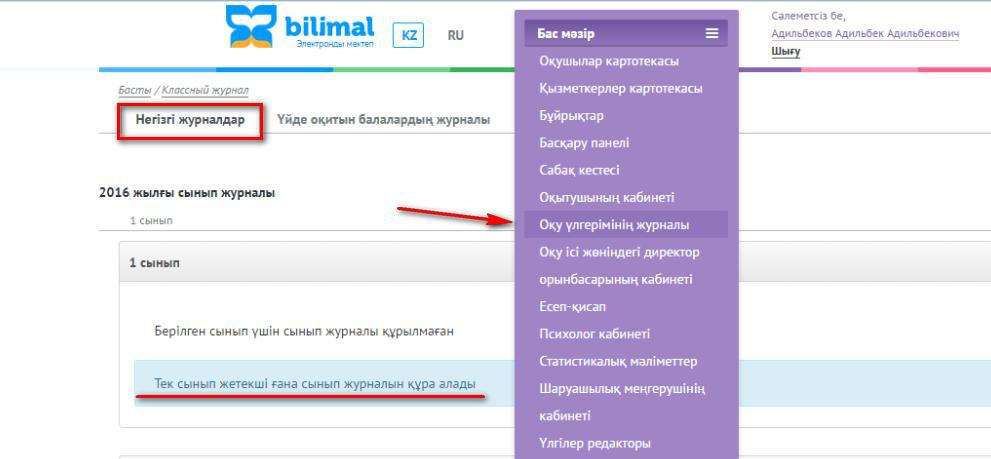 bilimal
Электронды мектеп
KZ
RU
Сәлеметсіз бе,
Адильбеков Адильбек Адильбекович
Шығу
Басты / Классный журнал
Негізгі журналдар
Үйде оқитын балалардың журналы
2016 жылғы сынып журналы
1 сынып
1 сынып
Берілген сынып үшін сынып журналы құрылмаған
Тек сынып жетекші ғана сынып журналын құра алады
Бас мәзір
Оқушылар картотекасы
Қызметкерлер картотекасы
Бұйрықтар
Басқару панелі
Сабақ кестесі
Оқытушының кабинеті
Оқу үлгерімінің журналы
Оқу ісі жөніндегі директор
орынбасарының кабинеті
Есеп-қисап
Психолог кабинеті
Статистикалық мәліметтер
Шаруашылық меңгерушінің
кабинеті
Үлгілер редакторы